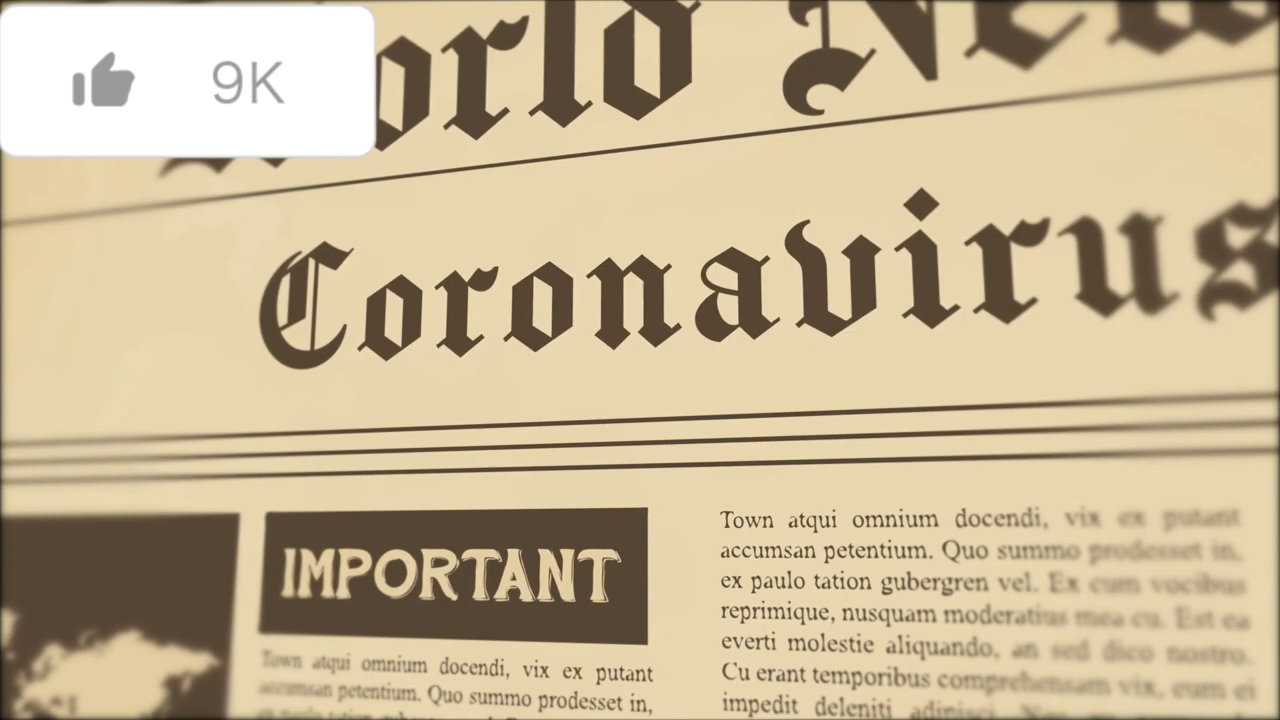 9K
World New
Coronavirus
IMPORTANT
Town atqui omnium docendi, vix ex putant
accumsan petentium. Quo summo prodesset in,
Town atqui omnium docendi, vix ex putant
accumsan petentium. Quo summo prodesset in,
ex paulo tation gubergren vel. Ex cum vocibus
reprimique, nusquam moderatius mea cu. Est ea
everti molestie aliquando, an sed dico nostro.
Cu erant temporibus comprehensam vix, eum ei
impedit deleniti adipisci.